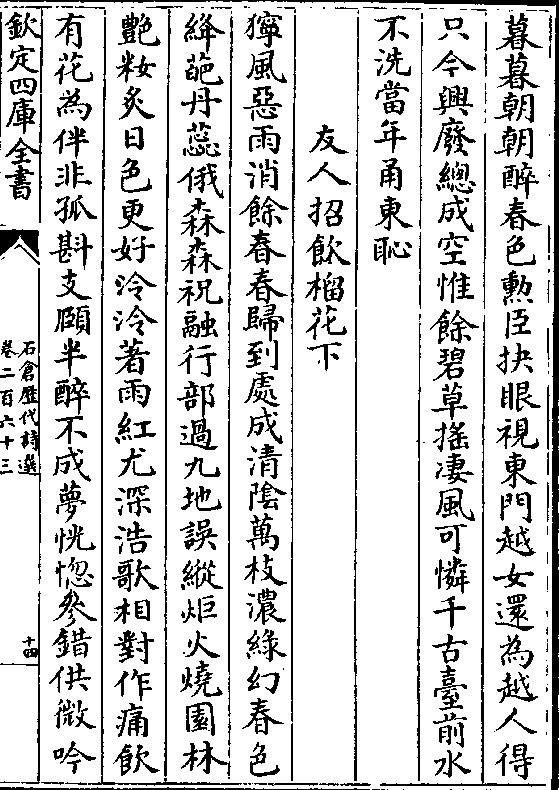 暮暮朝朝醉春色勲臣抉眼視東門越女還為越人得
只今興廢總成空惟餘碧草揺凄風可憐千古臺前水
不洗當年甬東恥
友人招飲榴花下
獰風惡雨消餘春春歸到處成清陰萬枝濃緑幻春色
絳葩丹蕊俄森森祝融行部過九地誤縱炬火燒園林
艷粧炙日色更好泠泠著雨紅尤深浩歌相對作痛飲
有花為伴非孤斟支頤半醉不成夢恍惚參錯供微吟
欽定四庫全書
石倉歴代詩選
卷二百六十三
十四